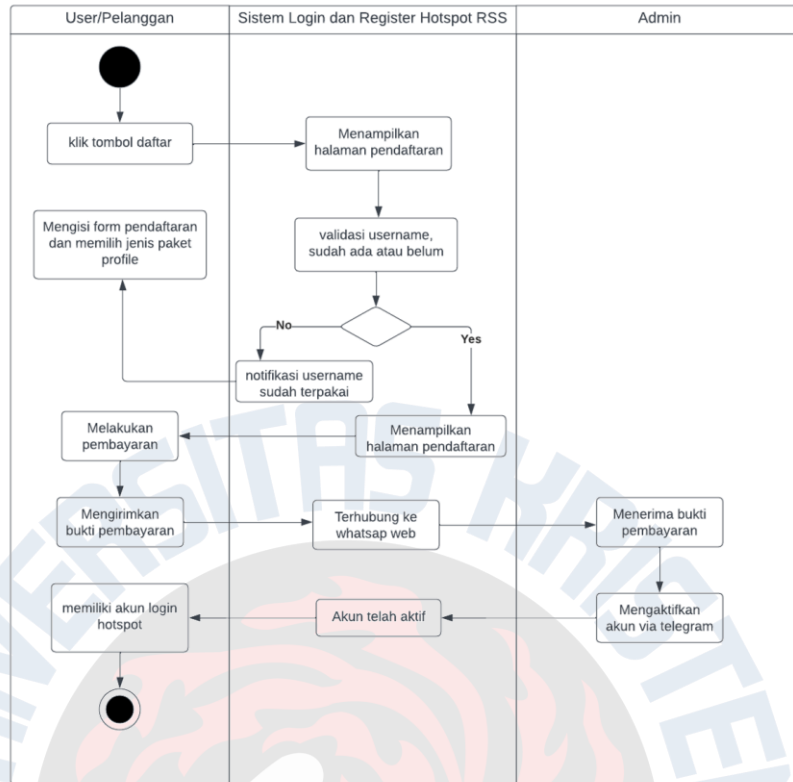 User/Pelanggan
Sistem Login dan Register Hotspot RSS
Admin
klik tombol daftar
Menampilkan
halaman pendaftaran
Mengisi form pendaftaran
dan memilih jenis paket
profile
validasi username,
sudah ada atau belum
No
Yes
notifikasi username
sudah terpakai
Melakukan
pembayaran
Menampilkan
halaman pendaftaran
Mengirimkan
bukti pembayaran
Terhubung ke
whatsap web
Menerima bukti
pembayaran
memiliki akun login
hotspot
Akun telah aktif
Mengaktifkan
akun via telegram
UNIVERSITAS KRISTEN